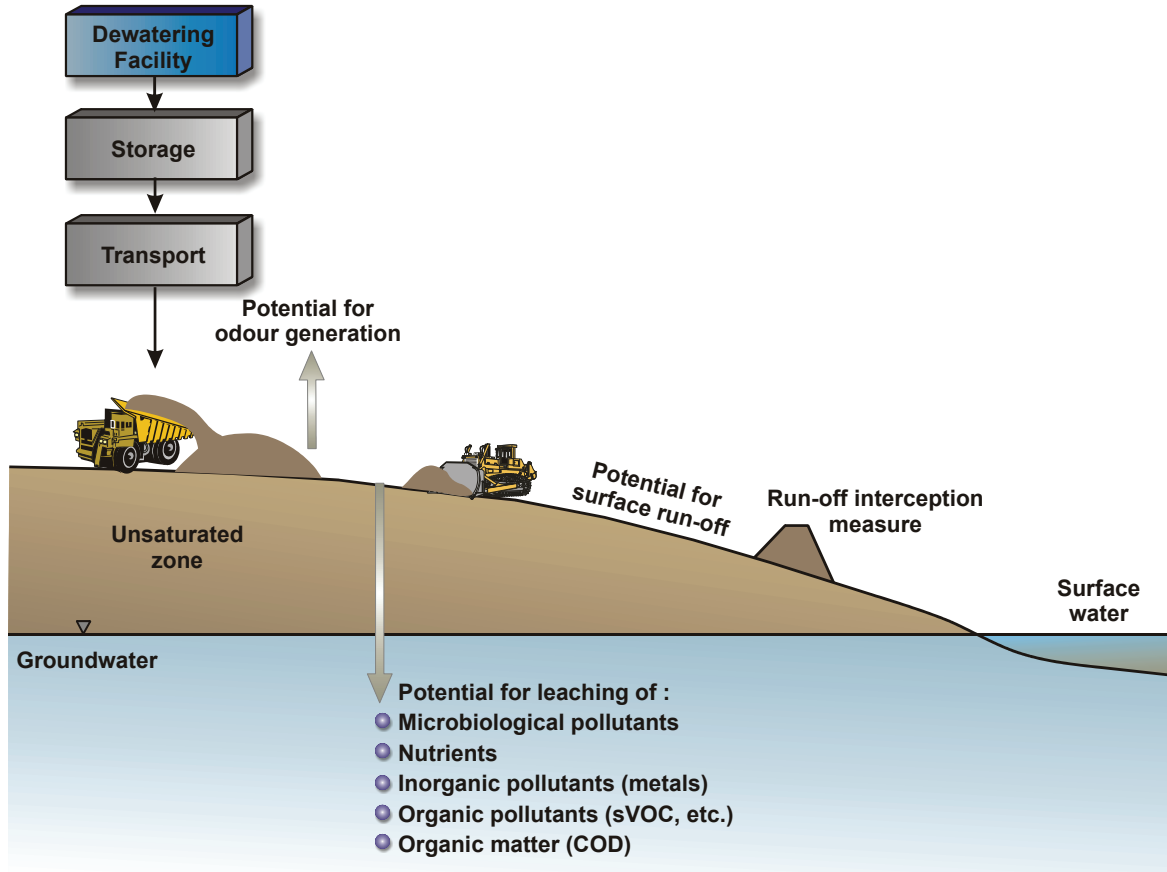 Dewatering
Facility
Storage
Transport
Potential for
odour generation
Potential for
surface run-off
Run-off interception
measure
Unsaturated
zone
Surface
water
Groundwater
Potential for leaching of :
Microbiological pollutants
Nutrients
Inorganic pollutants (metals)
Organic pollutants (sVOC, etc.)
Organic matter (COD)